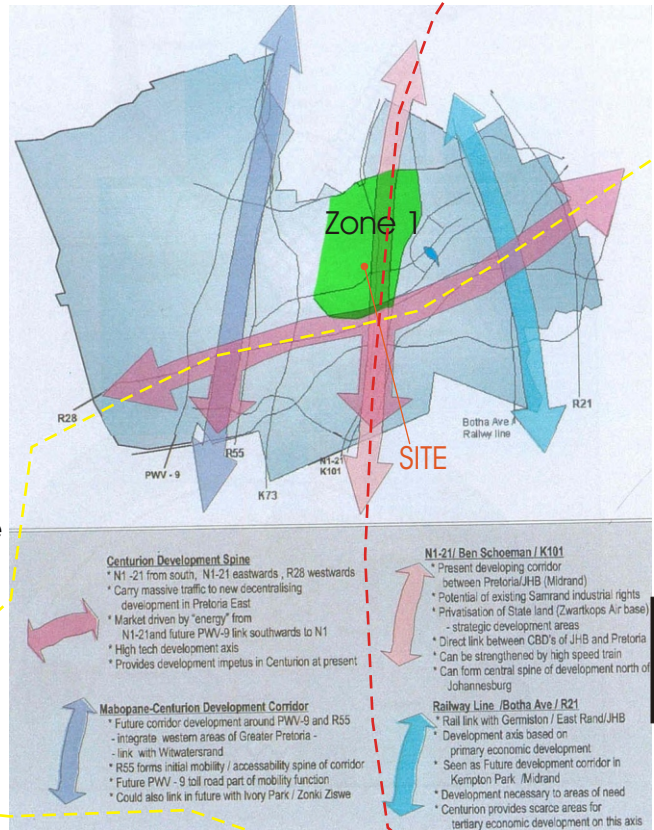 Zone 1
R28
PWV - 9
R55
K73
N1-21
K101
SITE
Botha Ave /
Railwy line
R21
e
Centurion Development Spine
* N1 -21 from south, N1-21 eastwards , R28 westwards
* Carry massive traffic to new decentralising
development in Pretoria East
* Market driven by "energy" from
N1-21and future PWV-9 link southwards to N1
* High tech development axis
* Provides development impetus in Centurion at present
Mabopane-Centurion Development Corridor
* Future corridor development around PWV-9 and R55
- integrate western areas of Greater Pretoria -
- link with Witwatersrand
* R55 forms initial mobility / accessability spine of corridor
* Future PWV - 9 toll road part of mobility function
* Could also link in future with Ivory Park / Zonki Ziswe
N1-21/ Ben Schoeman / K101
* Present developing corridor
between Pretoria/JHB (Midrand)
* Potential of existing Samrand industrial rights
* Privatisation of State land (Zwartkops Air base)
- strategic development areas
* Direct link between CBD's of JHB and Pretoria
* Can be strengthened by high speed train
* Can form central spine of development north of
Johannesburg
Railway Line /Botha Ave / R21
* Rail link with Germiston / East Rand/JHB
* Development axis based on
primary economic development
* Seen as Future development corridor in
Kempton Park /Midrand
* Development necessary to areas of need
* Centurion provides scarce areas for
tertiary economic development on this axis